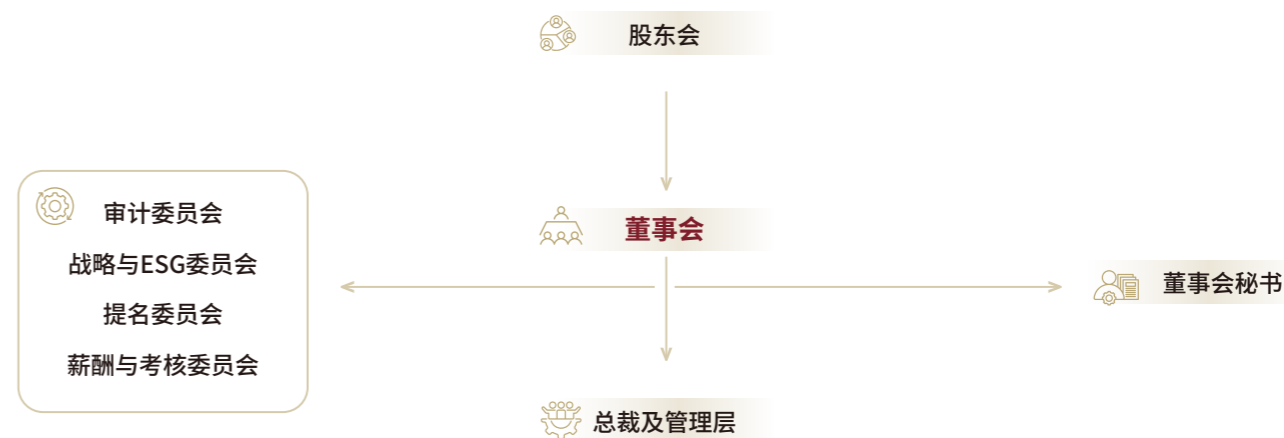 股东会
董事会
审计委员会
战略与ESG委员会
提名委员会
薪酬与考核委员会
董事会秘书
总裁及管理层